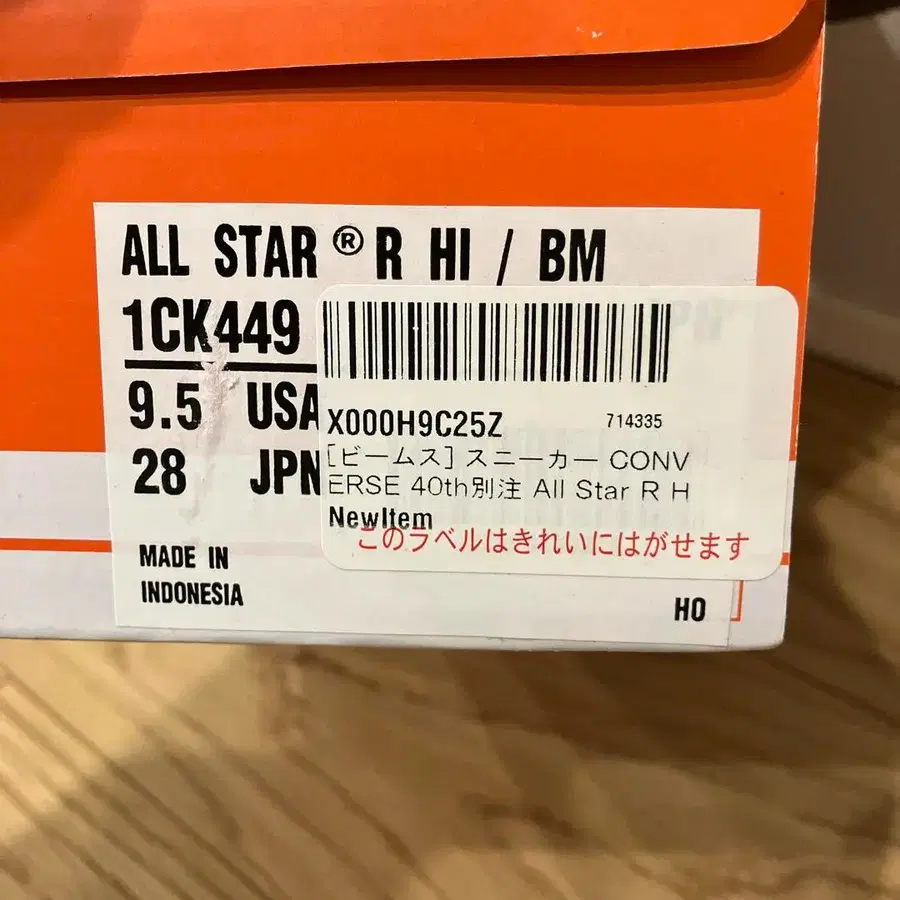 ALL STAR® R HI / BM
1CK449
9.5 USA
28 JPN
X000H9C25Z 714335
[ビームス] スニーカー CONV
ERSE 40th別注 All Star R H
NewItem
このラベルはきれいにはがせます
MADE IN
INDONESIA
HO